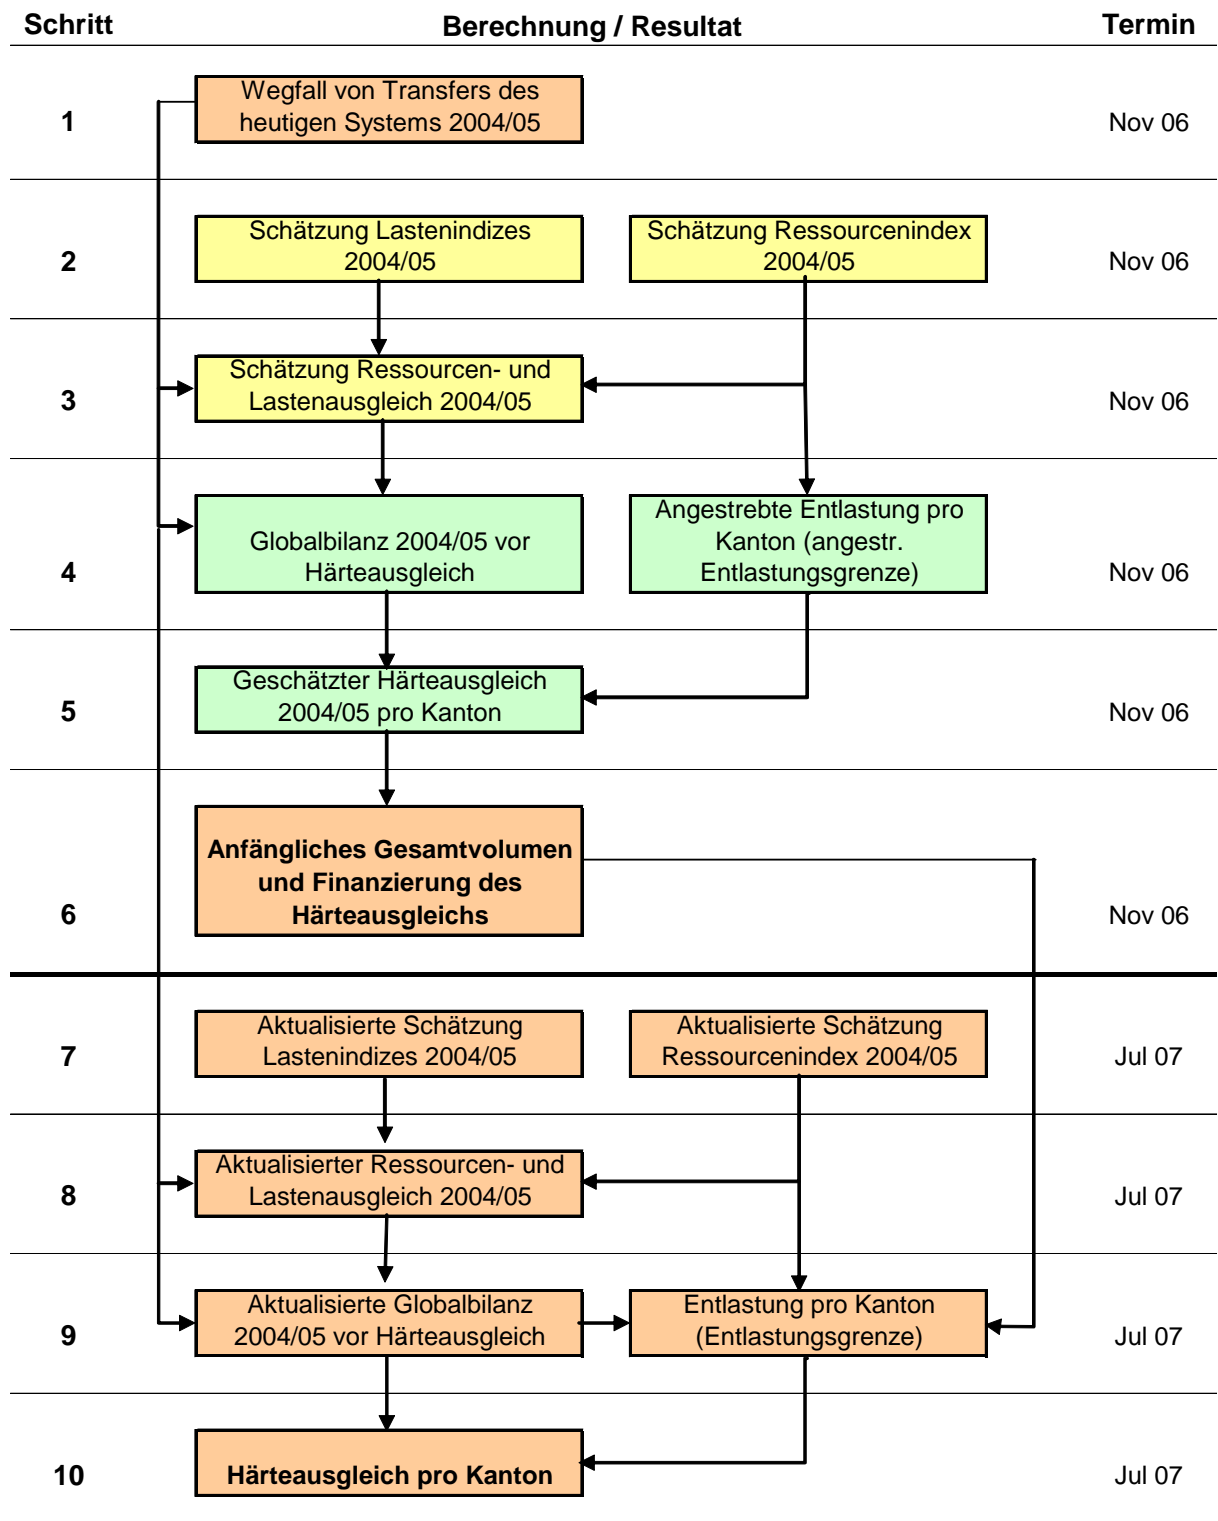 Schritt
Berechnung / Resultat
Termin
1
Wegfall von Transfers des
heutigen Systems 2004/05
Nov 06
2
Schätzung Lastenindizes
2004/05
Schätzung Ressourcenindex
2004/05
Nov 06
3
Schätzung Ressourcen- und
Lastenausgleich 2004/05
Nov 06
4
Globalbilanz 2004/05 vor
Härteausgleich
Angestrebte Entlastung pro
Kanton (angestr.
Entlastungsgrenze)
Nov 06
5
Geschätzter Härteausgleich
2004/05 pro Kanton
Nov 06
6
Anfängliches Gesamtvolumen
und Finanzierung des
Härteausgleichs
Nov 06
7
Aktualisierte Schätzung
Lastenindizes 2004/05
Aktualisierte Schätzung
Ressourcenindex 2004/05
Jul 07
8
Aktualisierter Ressourcen- und
Lastenausgleich 2004/05
Jul 07
9
Aktualisierte Globalbilanz
2004/05 vor Härteausgleich
Entlastung pro Kanton
(Entlastungsgrenze)
Jul 07
10
Härteausgleich pro Kanton
Jul 07